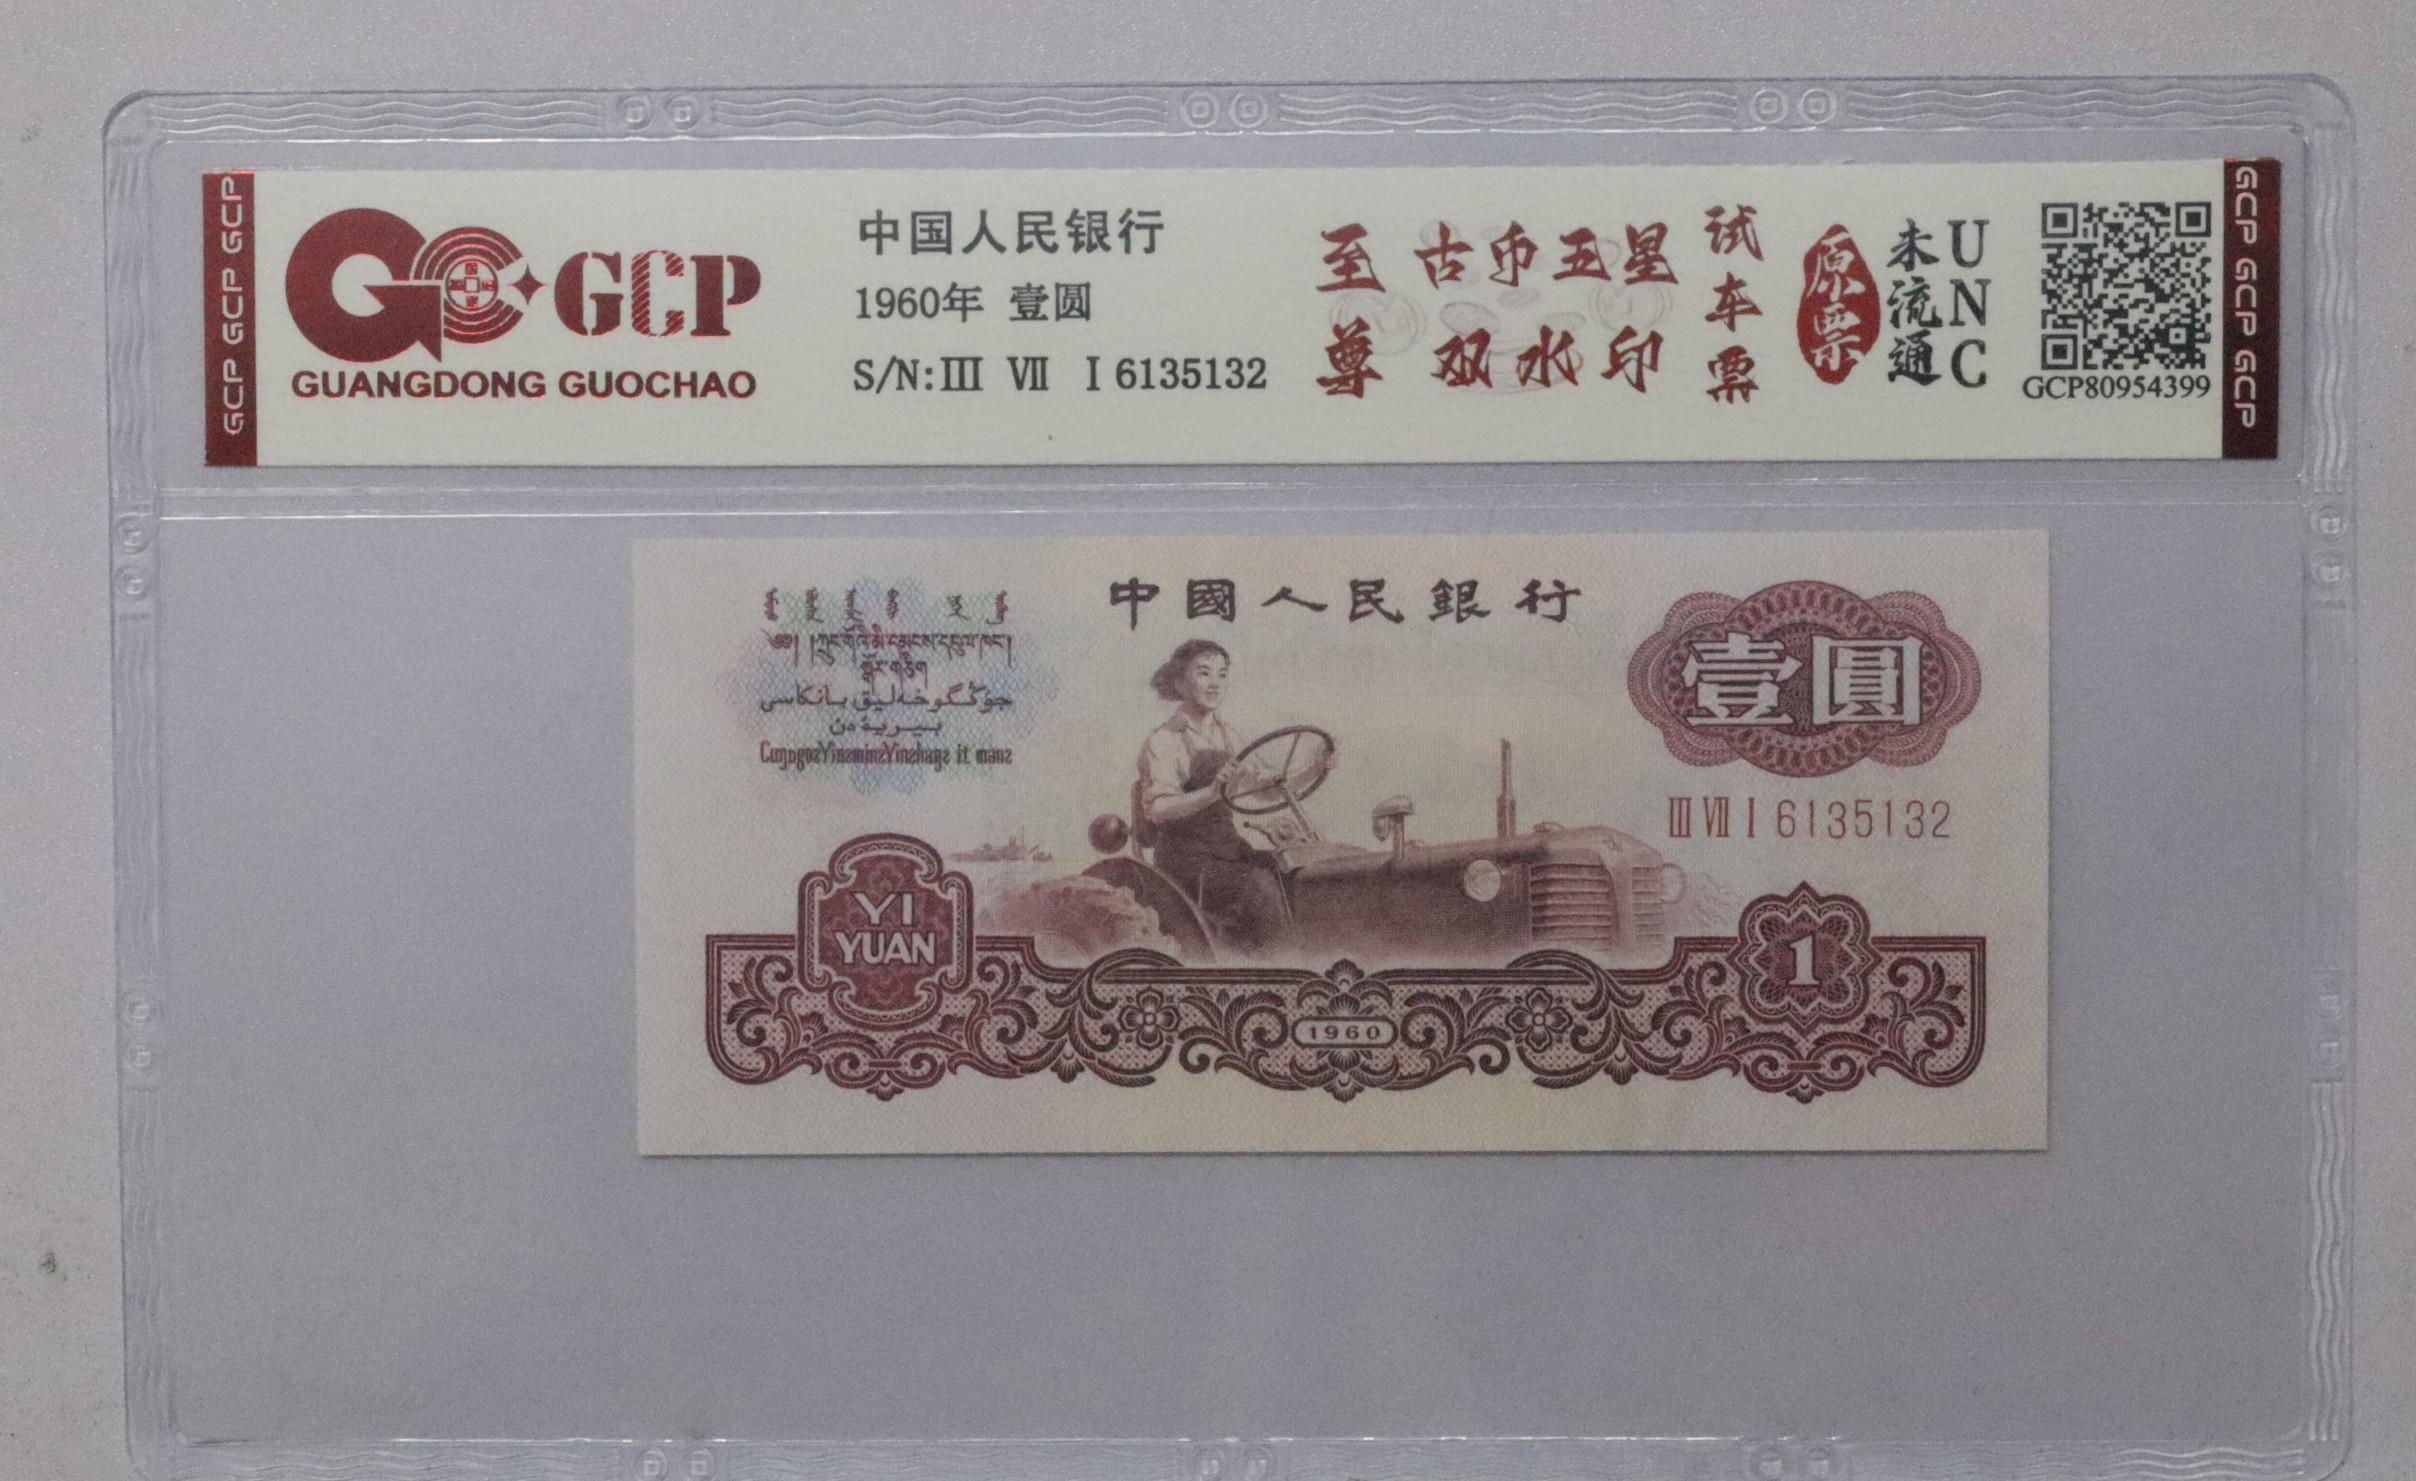 GCP GCP GCP
GCP
GUANGDONG GUOCHAO
中国人民银行
1960年 壹圆
S/N:Ⅲ Ⅶ Ⅰ 6135132
至尊
古币五星
双水印
试车票
原票
未流通
UNC
GCP80954399
GCP GCP GCP
中國人民銀行
壹圓
ⅢⅦⅠ6135132
YI
YUAN
1960
1